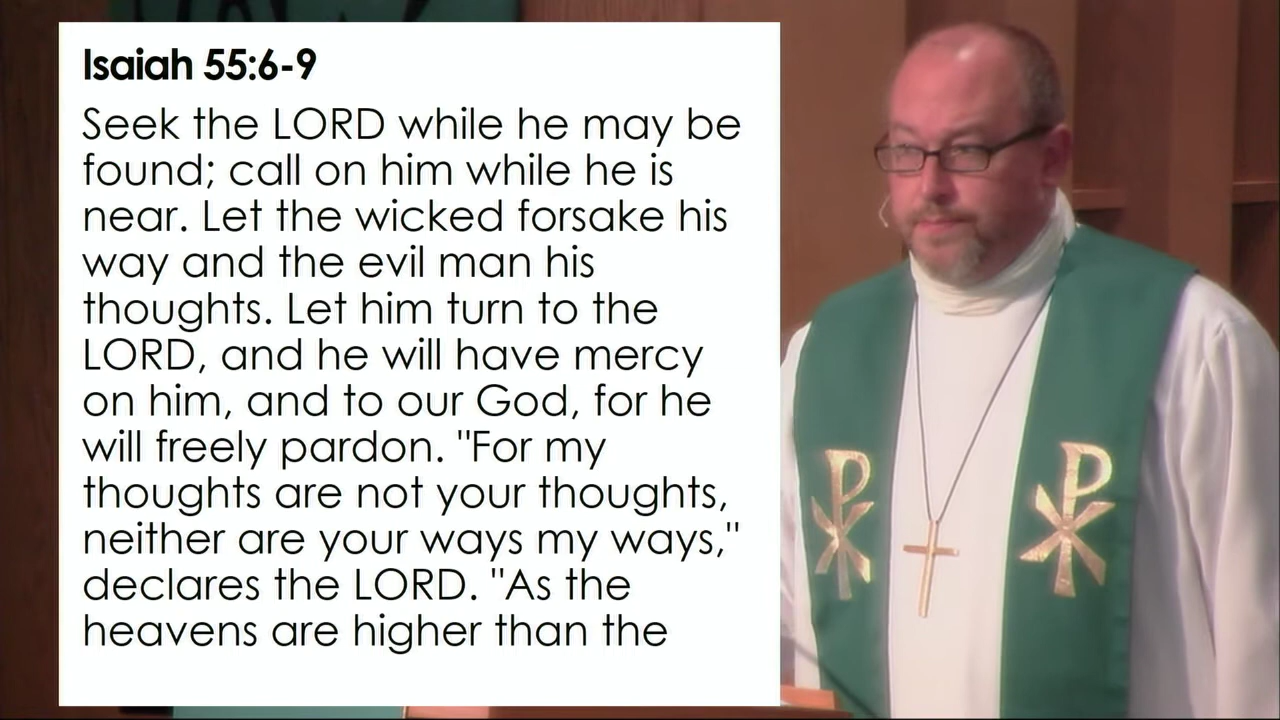 Isaiah 55:6-9
Seek the LORD while he may be
found; call on him while he is
near. Let the wicked forsake his
way and the evil man his
thoughts. Let him turn to the
LORD, and he will have mercy
on him, and to our God, for he
will freely pardon. "For my
thoughts are not your thoughts,
neither are your ways my ways,"
declares the LORD. "As the
heavens are higher than the